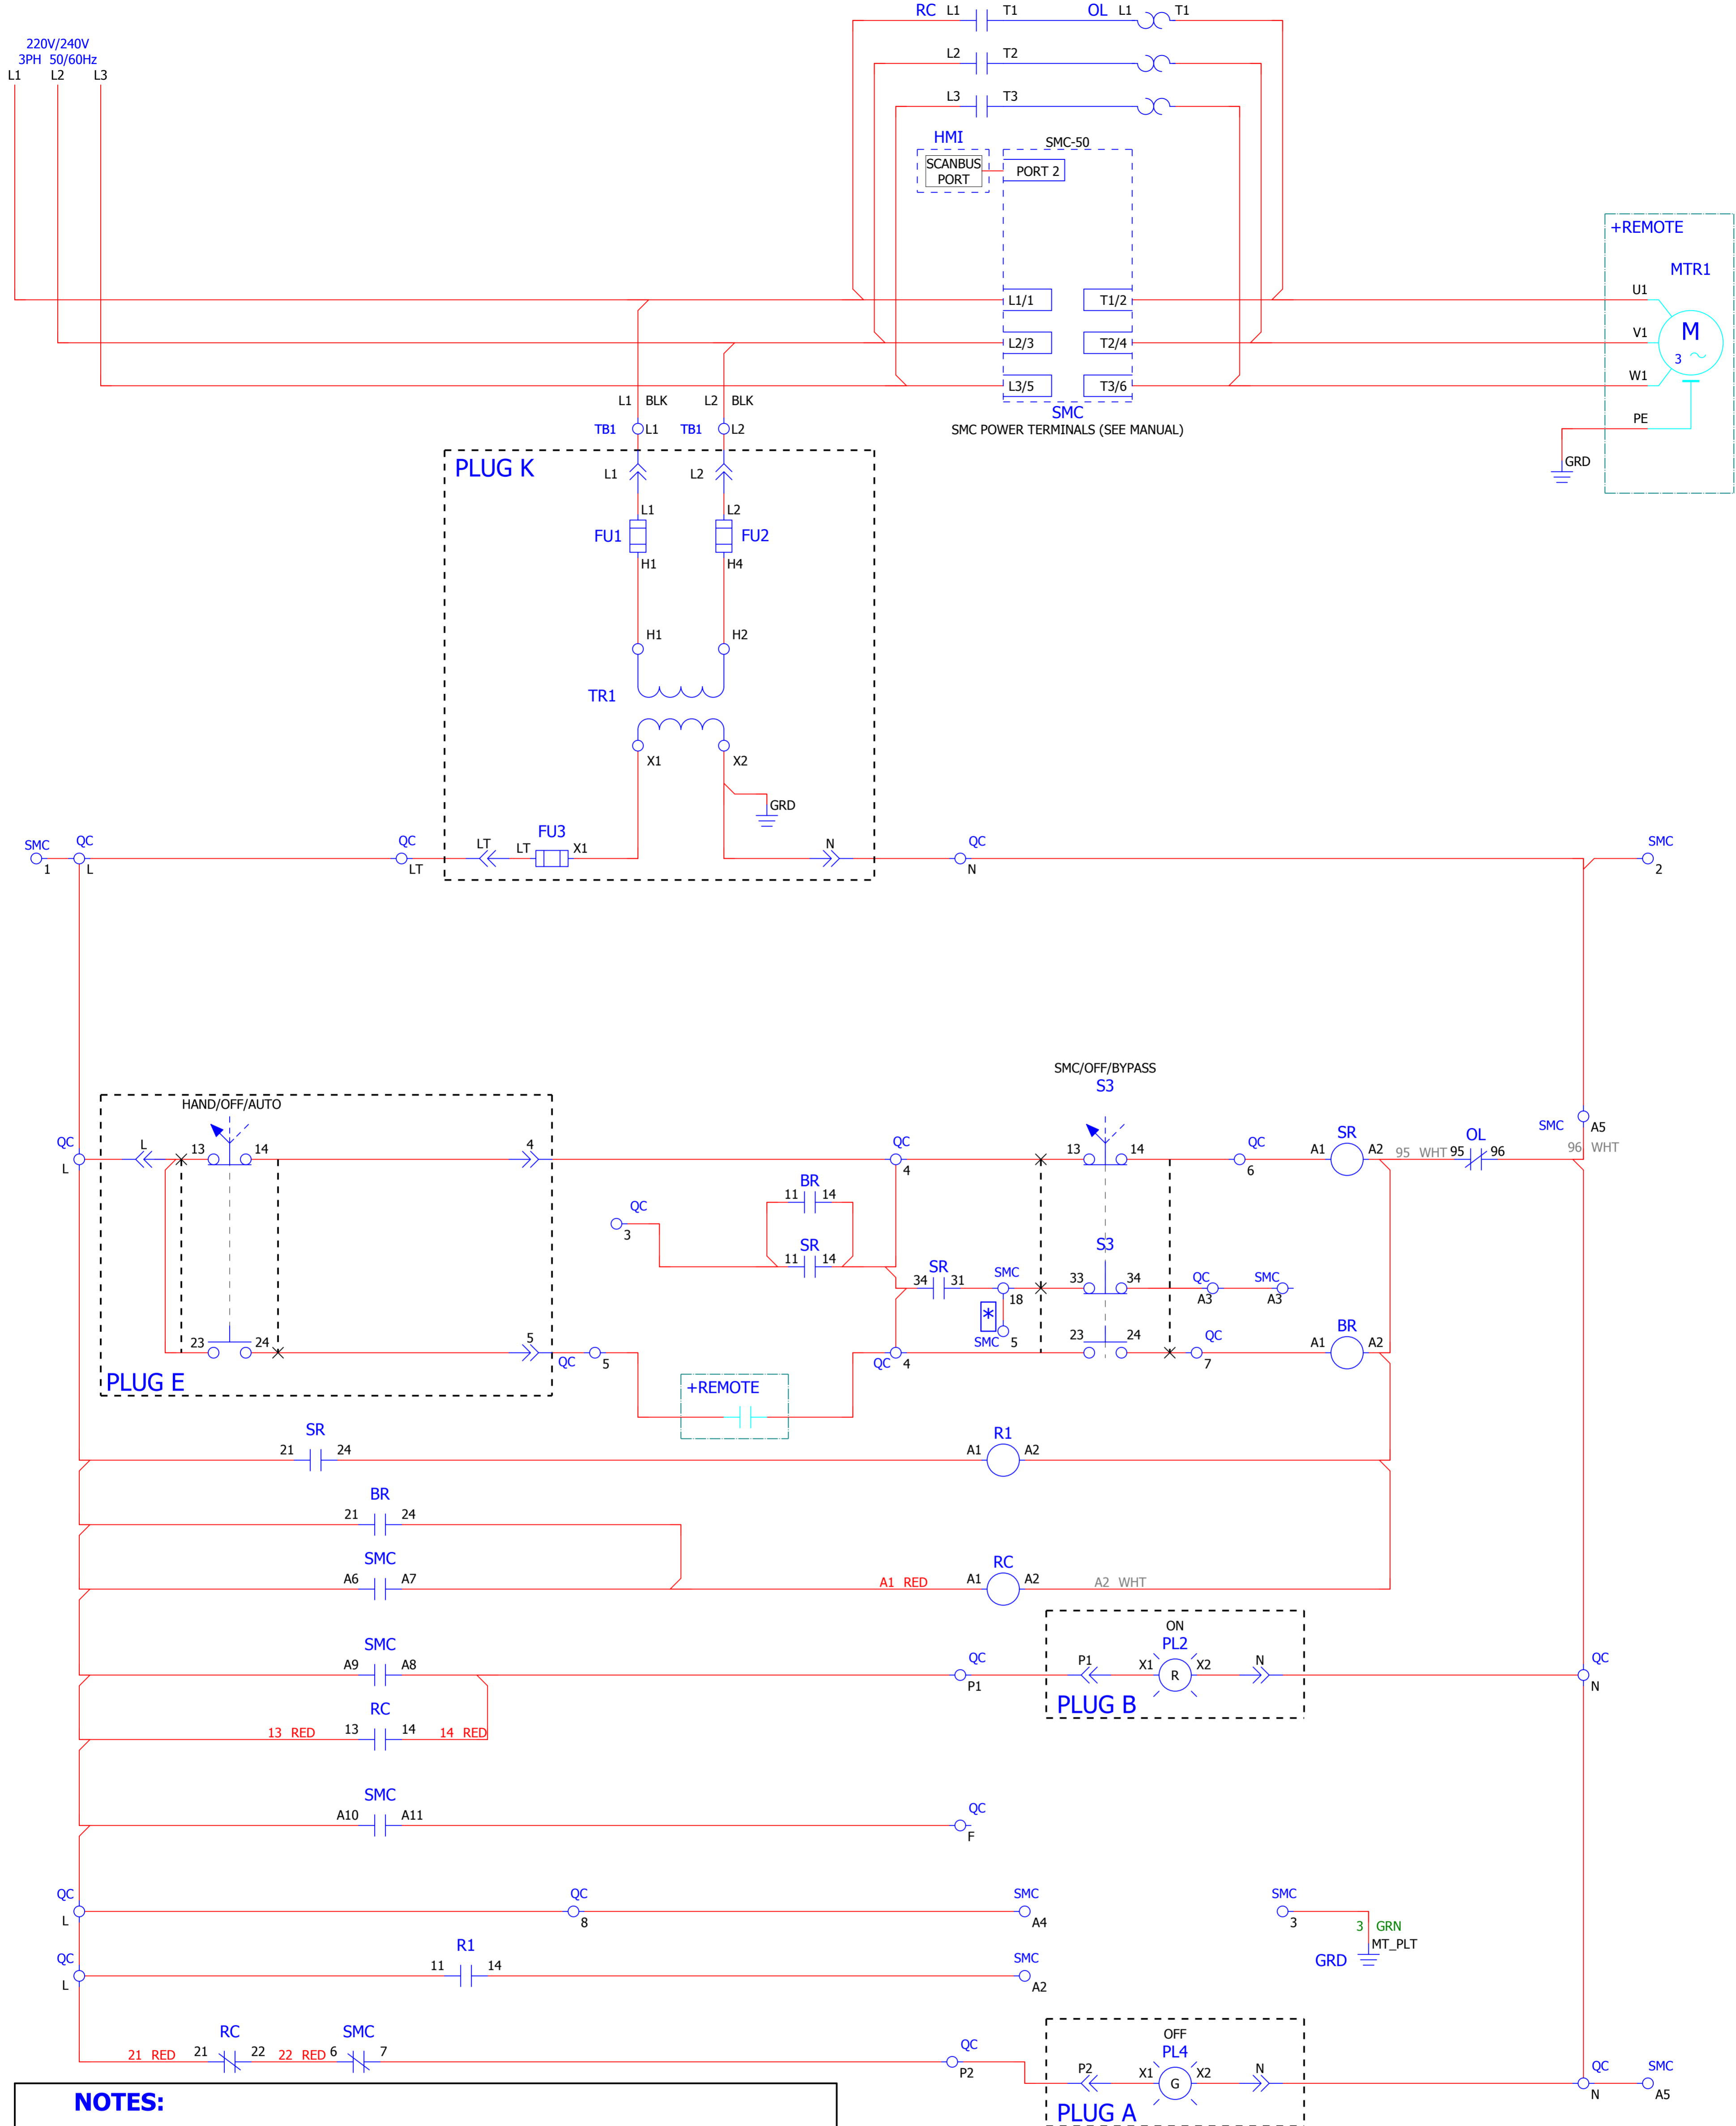 RC L1 T1 OL L1 T1
220V/240V
3PH 50/60Hz
L1 L2 L3
L2 T2
L3 T3
HMI
SMC-50
SCANBUS
PORT
PORT 2
+REMOTE
MTR1
L1/1 T1/2 U1
L2/3 T2/4 V1 M
3
L3/5 T3/6 W1
L1 BLK L2 BLK
SMC
SMC POWER TERMINALS (SEE MANUAL)
PE
GRD
TB1 L1 TB1 L2
PLUG K
L1 L2
L1 L2
FU1 FU2
H1 H4
H1 H2
TR1
X1 X2
GRD
SMC QC QC FU3 QC SMC
LT LT X1 N
1 L LT N 2
SMC/OFF/BYPASS
S3
HAND/OFF/AUTO
SMC A5
QC L 13 14 4 QC 13 14 QC SR OL
A1 A2 95 WHT 95 96 96 WHT
L 4 6
BR
11 14
QC
3
SR
11 14
S3
SR
34 31 SMC 33 34 QC SMC
18 A3 A3
*
SMC 5
23 24 5 23 24 QC BR
A1 A2
QC 5 QC 4 7
PLUG E
+REMOTE
SR R1
21 24 A1 A2
BR
21 24
SMC RC
A6 A7 A1 RED A1 A2 A2 WHT
ON
SMC PL2
A9 A8 QC P1 X1 R X2 N QC
P1 N
PLUG B
RC
13 RED 13 14 14 RED
SMC
A10 A11 QC
F
QC QC SMC SMC
L 8 A4 3
3 GRN
MT_PLT
GRD
QC R1 SMC
L 11 14 A2
RC SMC OFF
21 RED 21 22 22 RED 6 7 QC PL4
P2 P2 X1 G X2 N QC SMC
N A5
PLUG A
NOTES: